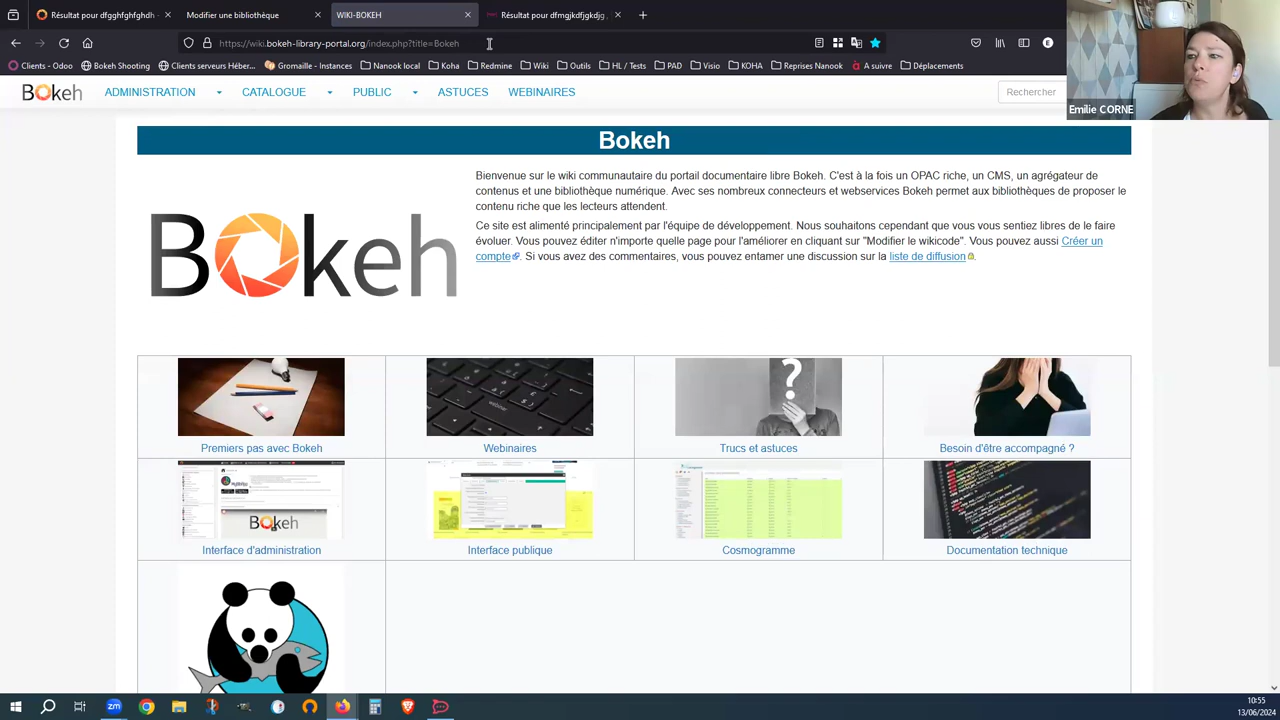 Résultat pour dfgghfghfghdh -
Modifier une bibliothèque
WIKI-BOKEH
Résultat pour dfmgjkdfjgkdjg ,
https://wiki.bokeh-library-portal.org/index.php?title=Bokeh
Clients - Odoo
Bokeh Shooting
Clients serveurs Héber...
Gromaille - Instances
Nanook local
Koha
Redmine
Wiki
Outils
HL / Tests
PAD
Visio
KOHA
Reprises Nanook
A suivre
Déplacements
Emilie CORNE
Bokeh
ADMINISTRATION
CATALOGUE
PUBLIC
ASTUCES
WEBINAIRES
Rechercher
Bokeh
Bokeh
Bienvenue sur le wiki communautaire du portail documentaire libre Bokeh. C'est à la fois un OPAC riche, un CMS, un agrégateur de
contenus et une bibliothèque numérique. Avec ses nombreux connecteurs et webservices Bokeh permet aux bibliothèques de proposer le
contenu riche que les lecteurs attendent.
Ce site est alimenté principalement par l'équipe de développement. Nous souhaitons cependant que vous vous sentiez libres de le faire
évoluer. Vous pouvez éditer n'importe quelle page pour l'améliorer en cliquant sur "Modifier le wikicode". Vous pouvez aussi Créer un
compte. Si vous avez des commentaires, vous pouvez entamer une discussion sur la liste de diffusion.
webinar
?
Premiers pas avec Bokeh
Webinaires
Trucs et astuces
Besoin d'être accompagné ?
Bokeh
Interface d'administration
Interface publique
Cosmogramme
Documentation technique
zm
10:55
13/06/2024